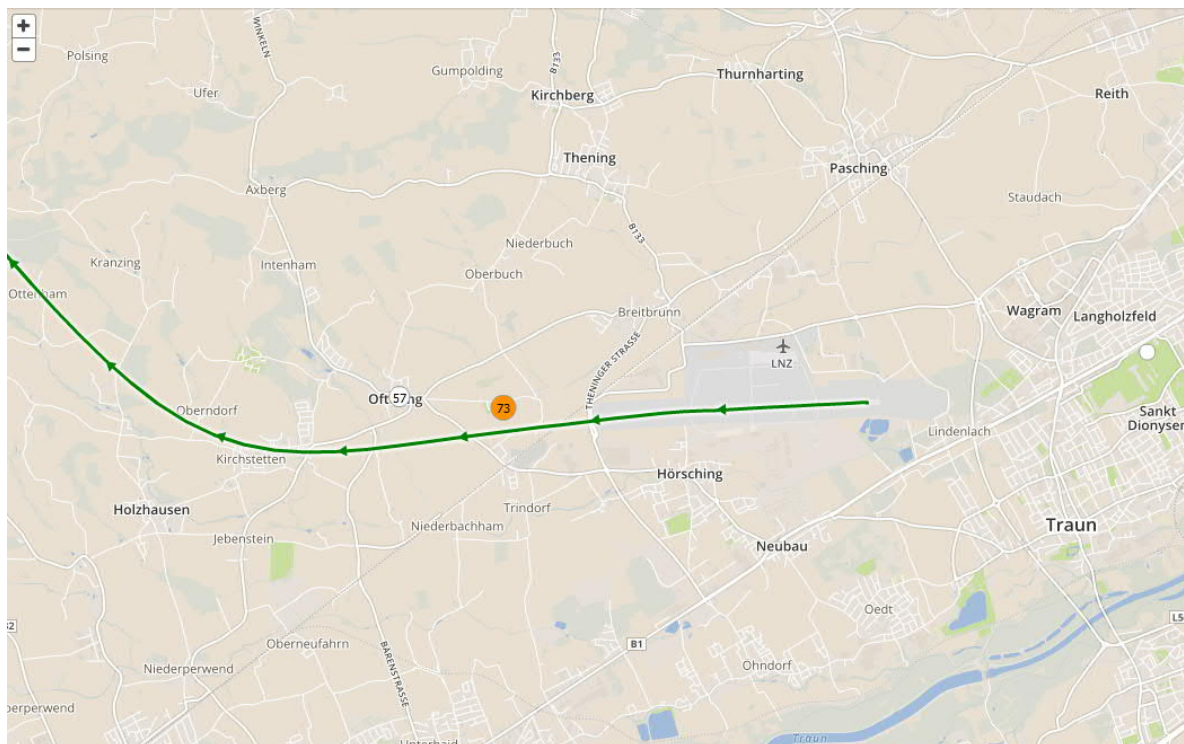 +
−
WINKELN
B133
Polsing
Gumpolding
Thurnharting
Ufer
Kirchberg
Reith
Thening
Pasching
Axberg
Staudach
B133
Niederbuch
Kranzing
Intenham
Oberbuch
Ottenham
Breitbrunn
Wagram
Langholzfeld
THENINGER STRASSE
LNZ
57
73
Oberndorf
Sankt
Dionysen
Lindenlach
Kirchstetten
Hörsching
Holzhausen
Trindorf
Niederbachham
Traun
Jebenstein
Neubau
Oedt
B1
Oberneufahrn
BÄRENSTRASSE
Niederperwend
Ohndorf
Traun